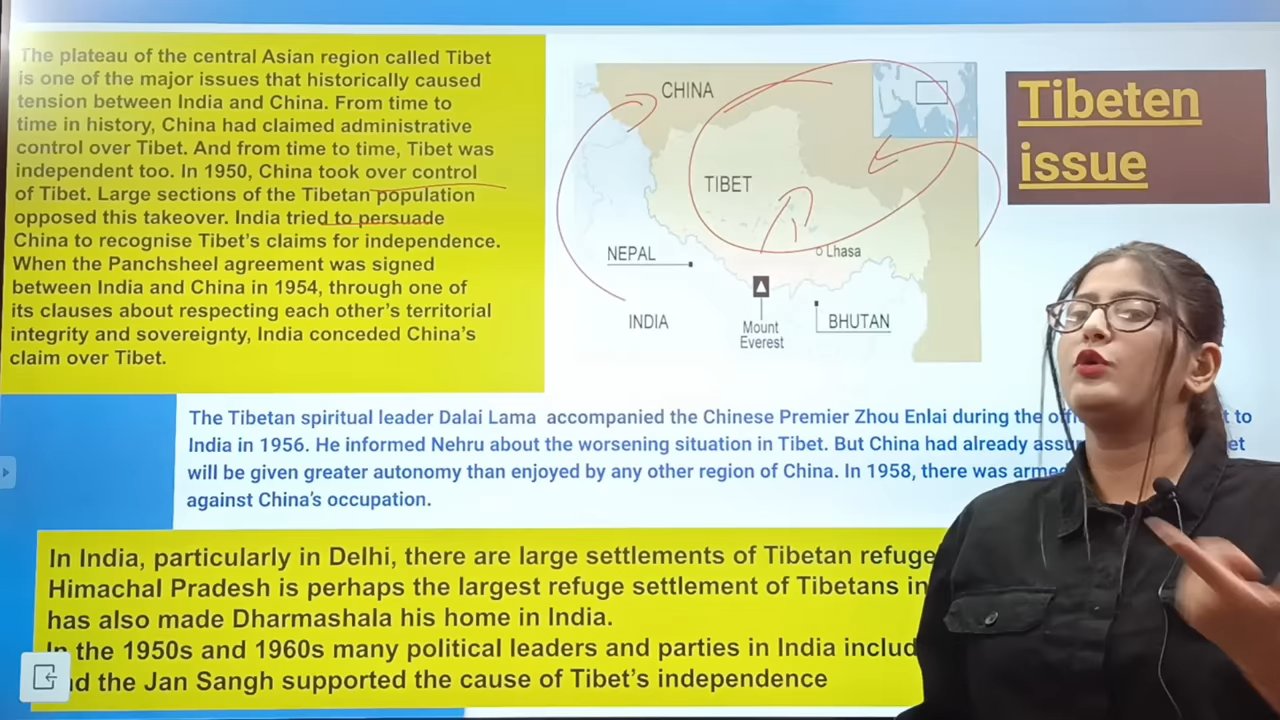 The plateau of the central Asian region called Tibet
is one of the major issues that historically caused
tension between India and China. From time to
time in history, China had claimed administrative
control over Tibet. And from time to time, Tibet was
independent too. In 1950, China took over control
of Tibet. Large sections of the Tibetan population
opposed this takeover. India tried to persuade
China to recognise Tibet's claims for independence.
When the Panchsheel agreement was signed
between India and China in 1954, through one of
its clauses about respecting each other's territorial
integrity and sovereignty, India conceded China's
claim over Tibet.
CHINA
TIBET
NEPAL
Lhasa
INDIA
Mount
Everest
BHUTAN
Tibeten
issue
The Tibetan spiritual leader Dalai Lama accompanied the Chinese Premier Zhou Enlai during the to
India in 1956. He informed Nehru about the worsening situation in Tibet. But China had already
will be given greater autonomy than enjoyed by any other region of China. In 1958, there was
against China's occupation.
In India, particularly in Delhi, there are large settlements of Tibetan
Himachal Pradesh is perhaps the largest refuge settlement of Tibetans in
has also made Dharmashala his home in India.
the 1950s and 1960s many political leaders and parties in India
the Jan Sangh supported the cause of Tibet's independence